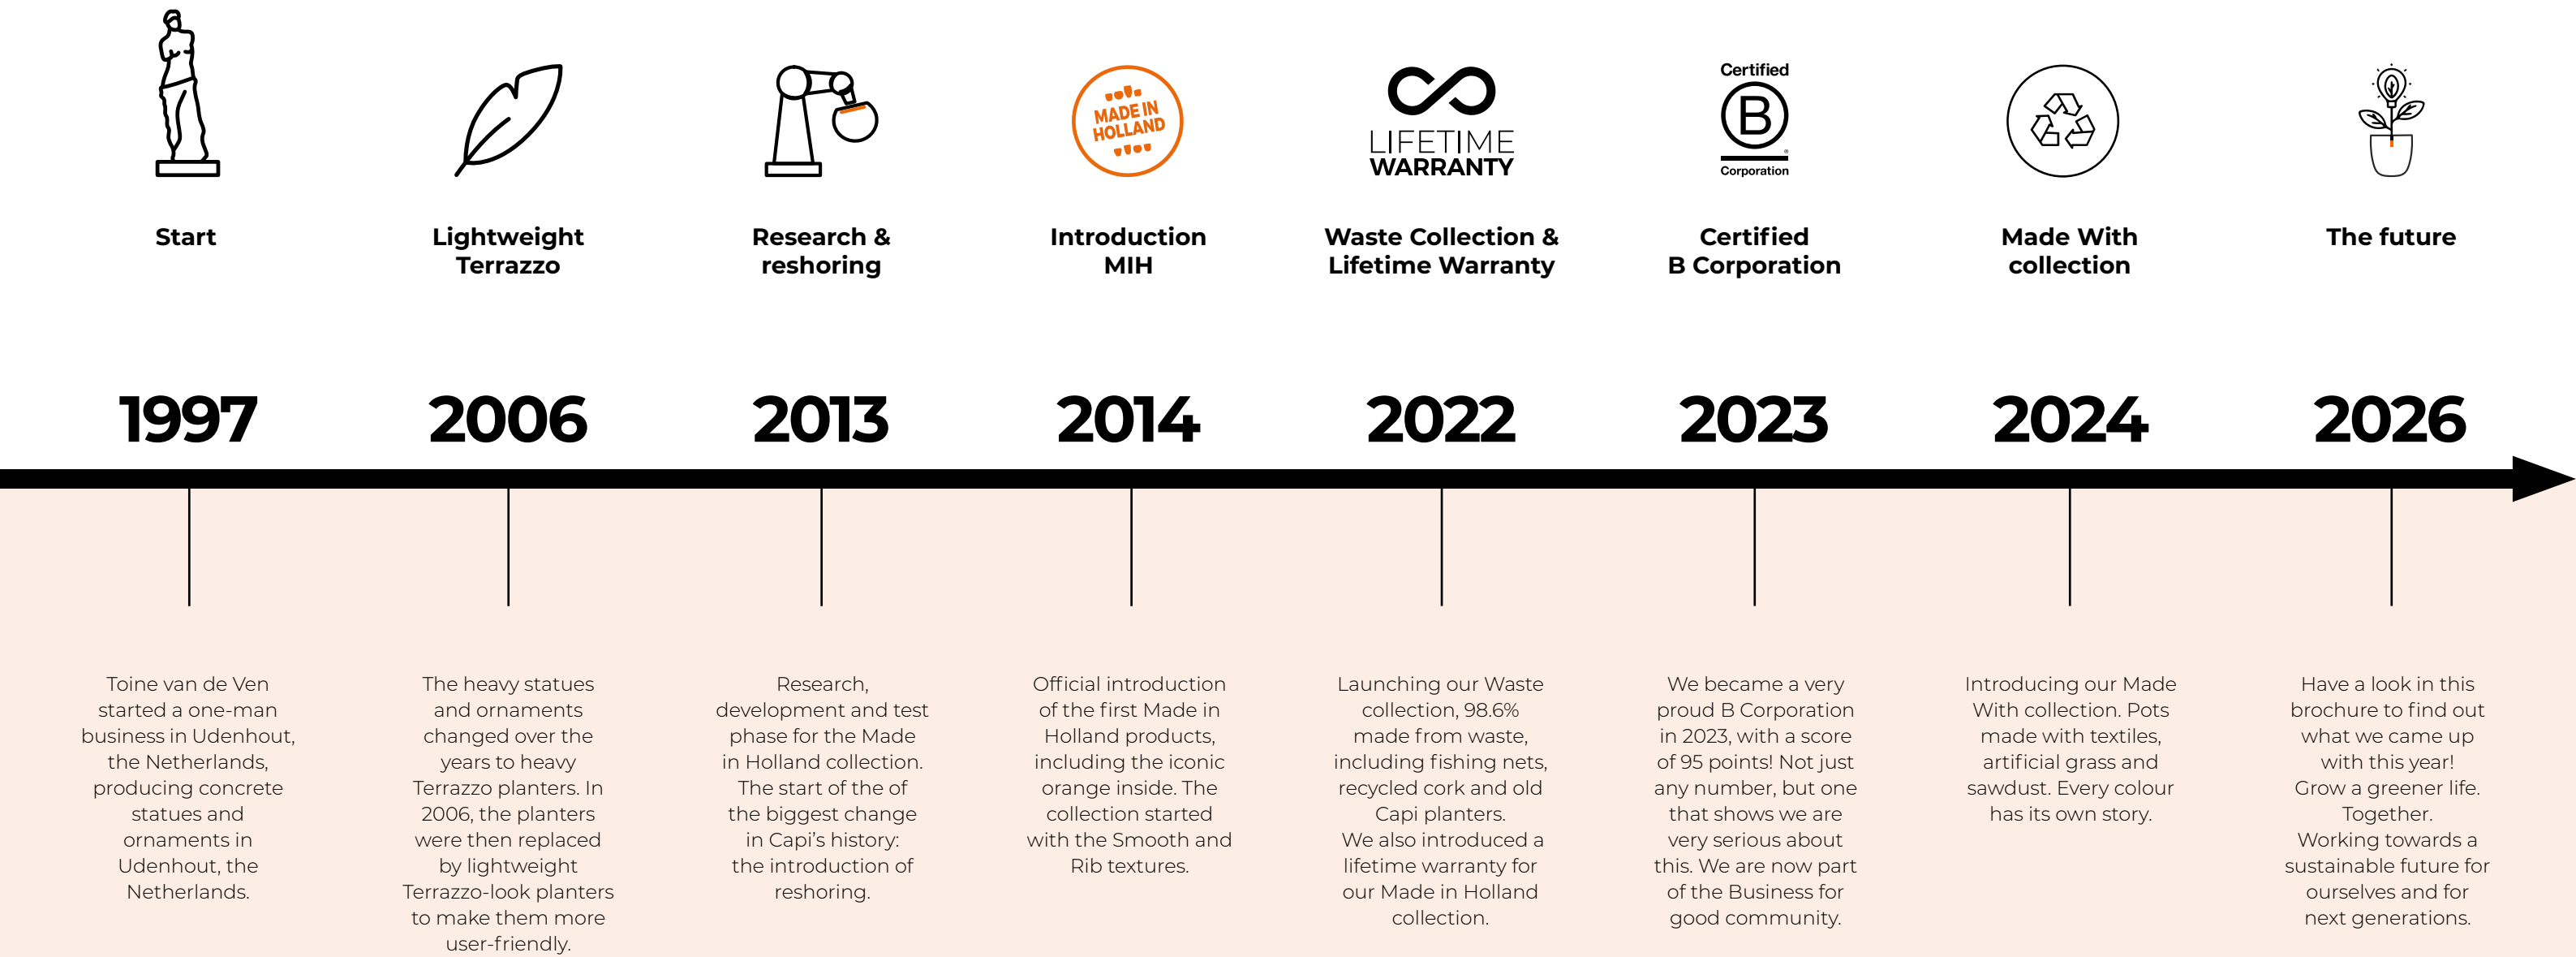 MADE IN
HOLLAND
LIFETIME
WARRANTY
Certified
B
®
Corporation
Start
Lightweight
Terrazzo
Research &
reshoring
Introduction
MIH
Waste Collection &
Lifetime Warranty
Certified
B Corporation
Made With
collection
The future
1997
2006
2013
2014
2022
2023
2024
2026
Toine van de Ven
started a one-man
business in Udenhout,
the Netherlands,
producing concrete
statues and
ornaments in
Udenhout, the
Netherlands.
The heavy statues
and ornaments
changed over the
years to heavy
Terrazzo planters. In
2006, the planters
were then replaced
by lightweight
Terrazzo-look planters
to make them more
user-friendly.
Research,
development and test
phase for the Made
in Holland collection.
The start of the of
the biggest change
in Capi’s history:
the introduction of
reshoring.
Official introduction
of the first Made in
Holland products,
including the iconic
orange inside. The
collection started
with the Smooth and
Rib textures.
Launching our Waste
collection, 98.6%
made from waste,
including fishing nets,
recycled cork and old
Capi planters.
We also introduced a
lifetime warranty for
our Made in Holland
collection.
We became a very
proud B Corporation
in 2023, with a score
of 95 points! Not just
any number, but one
that shows we are
very serious about
this. We are now part
of the Business for
good community.
Introducing our Made
With collection. Pots
made with textiles,
artificial grass and
sawdust. Every colour
has its own story.
Have a look in this
brochure to find out
what we came up
with this year!
Grow a greener life.
Together.
Working towards a
sustainable future for
ourselves and for
next generations.